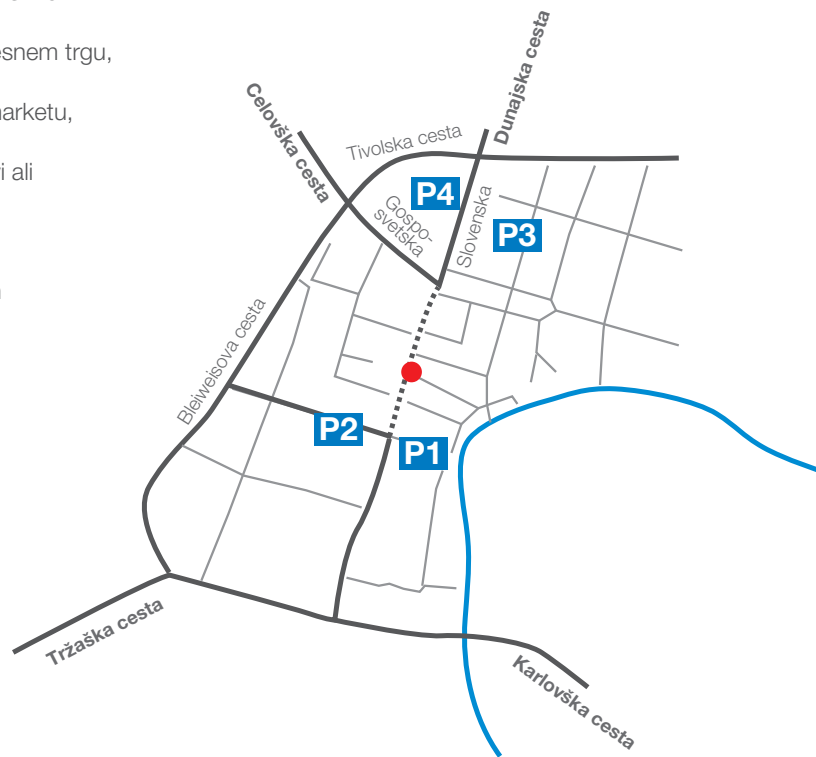 esnem trgu,
arketu,
i ali
Dunajska cesta
Celovška cesta
Tivolska cesta
P4
Gospo-
svetska
Slovenska
P3
Bleiweisova cesta
P2
P1
Tržaška cesta
Karlovška cesta